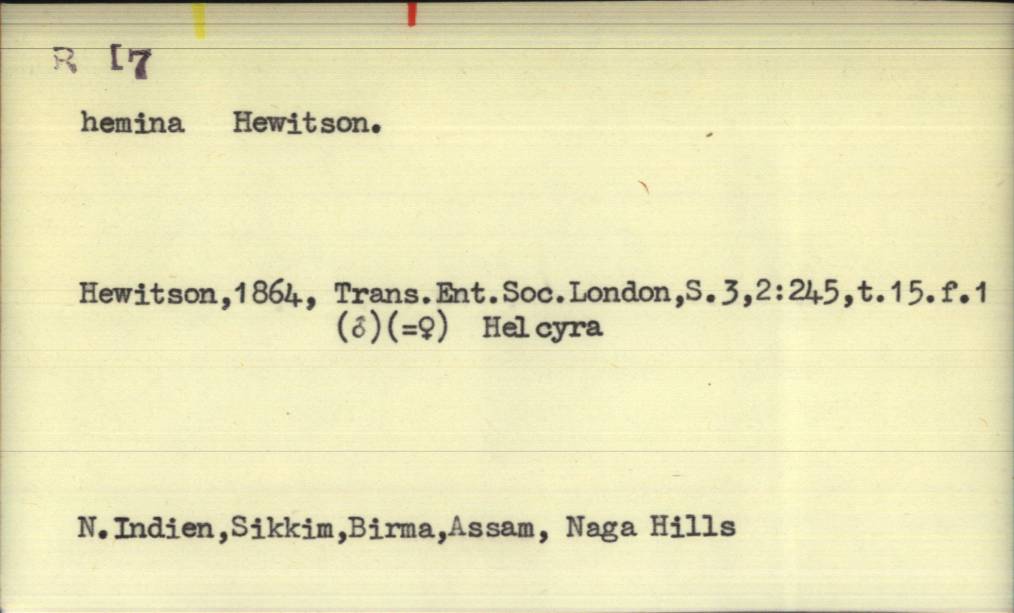 R I7
hemina Hewitson.
Hewitson,1864, Trans.Ent.Soc.London,S.3,2:245,t.15.f.1
(♂)(=♀) Helcyra
N.Indien,Sikkim,Birma,Assam, Naga Hills